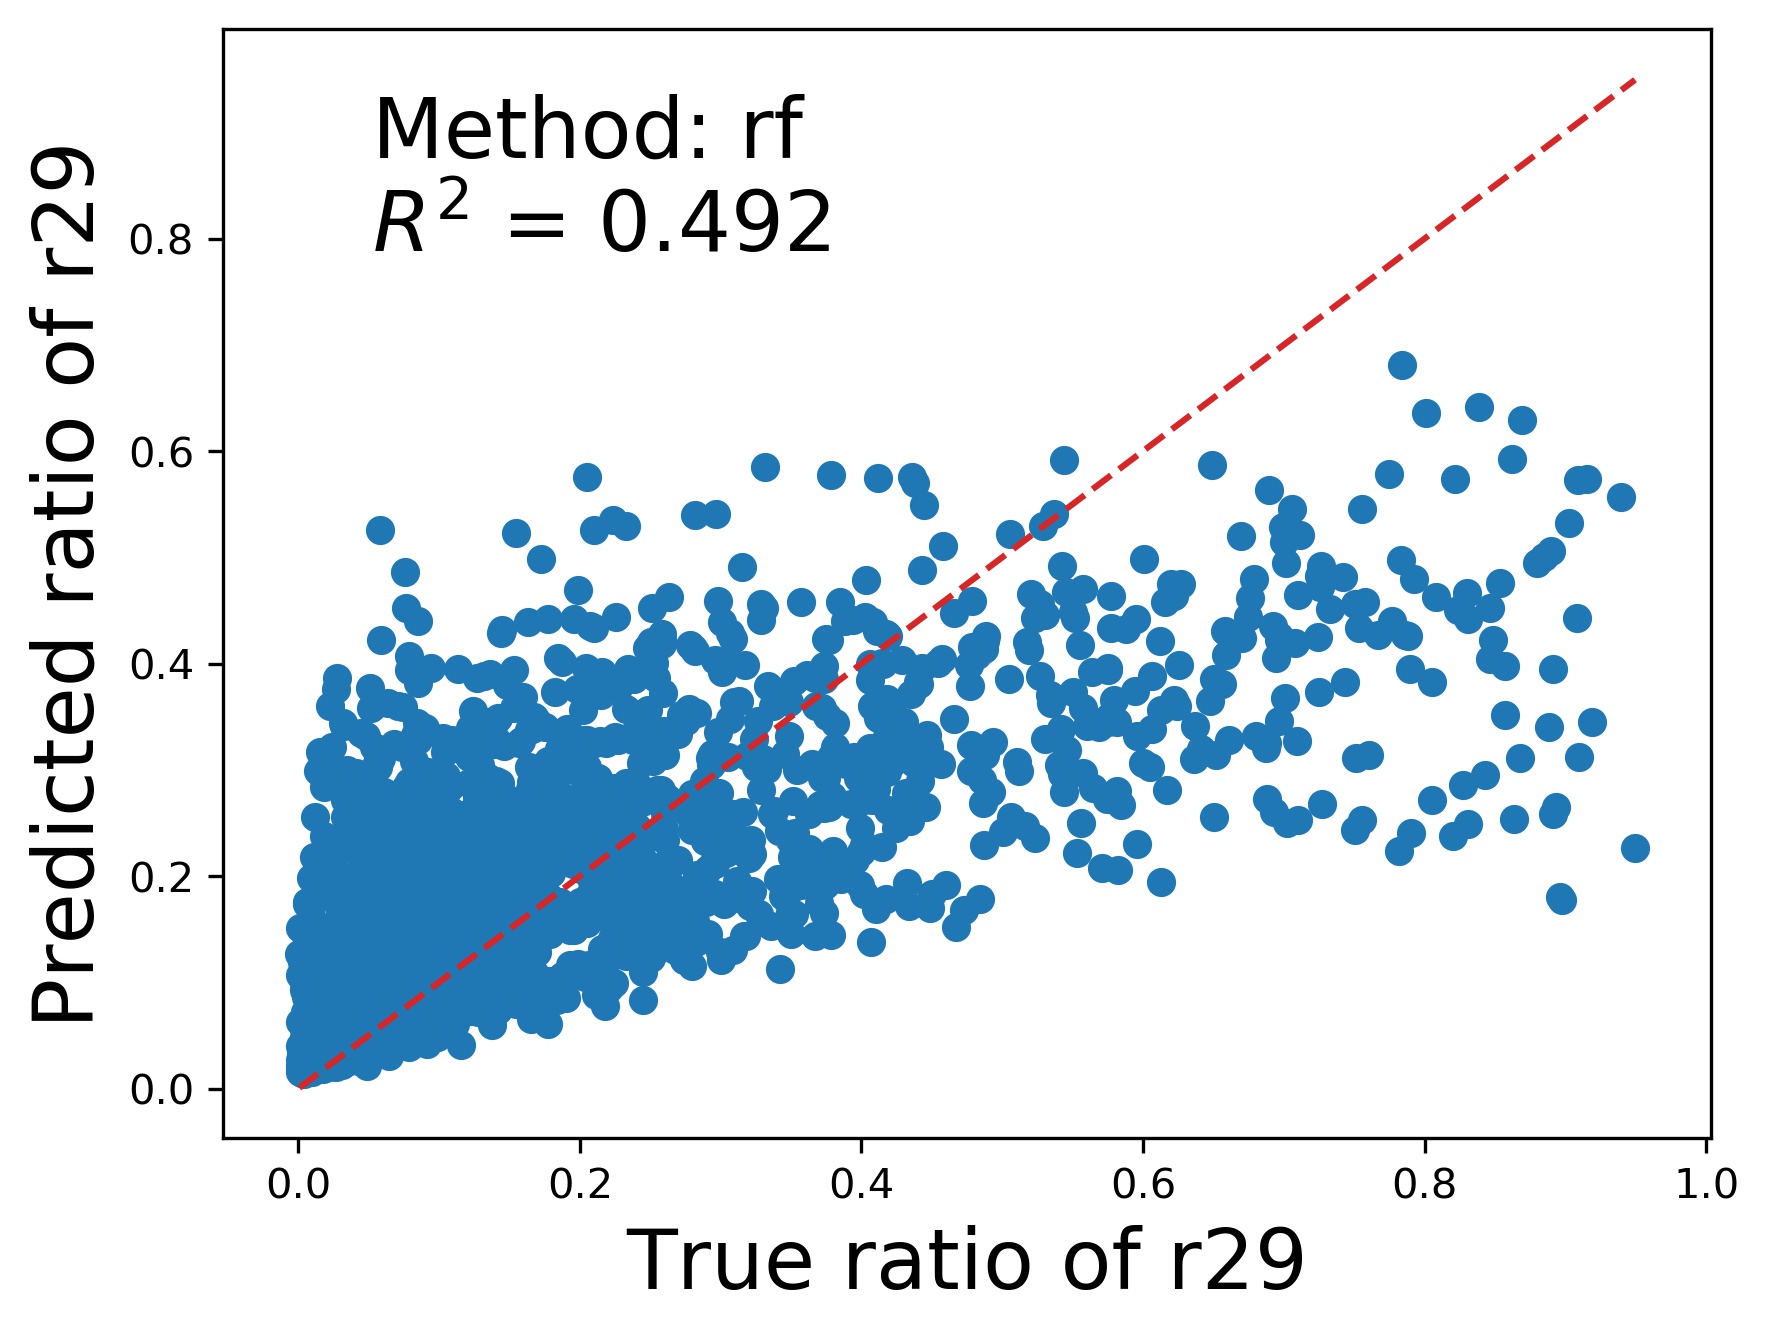 Method: rf
R² = 0.492
Predicted ratio of r29
0.8
0.6
0.4
0.2
0.0
0.0 0.2 0.4 0.6 0.8 1.0
True ratio of r29